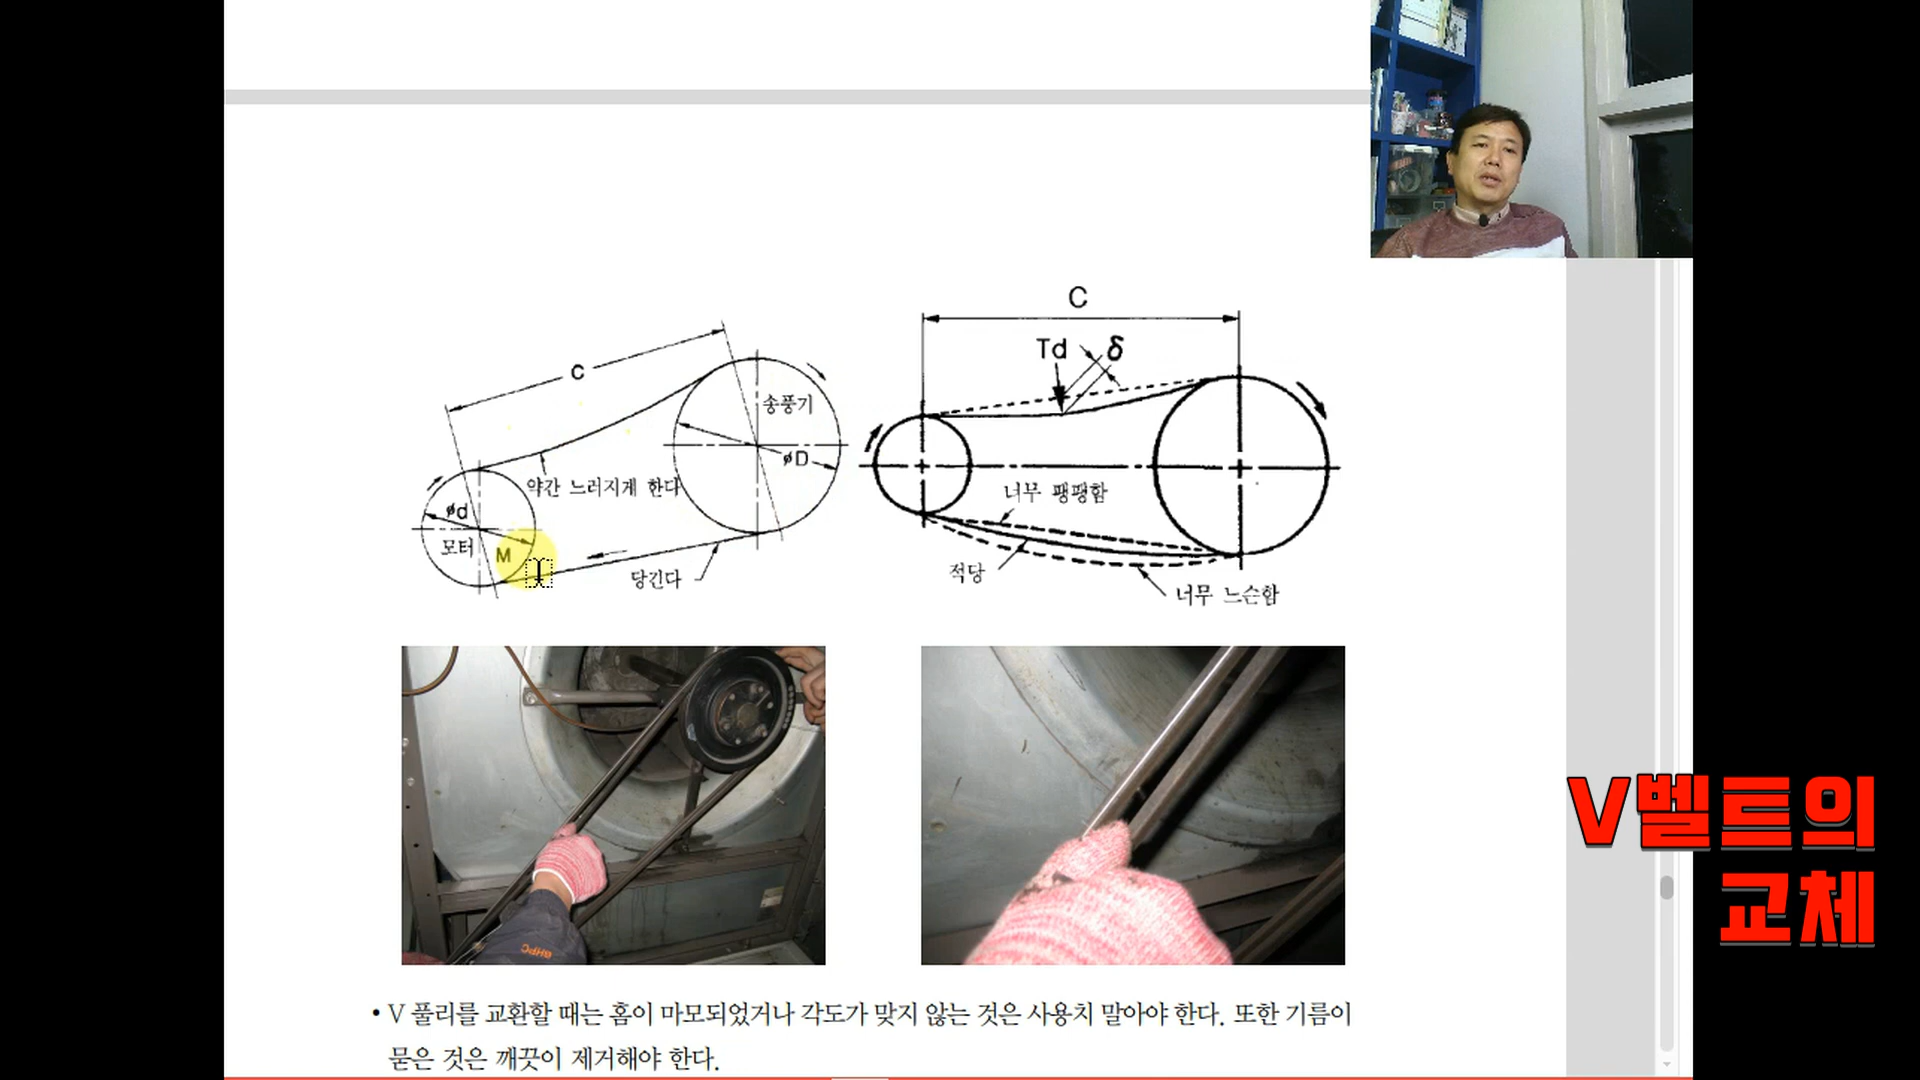 C
Td
δ
c
송풍기
øD
약간 느러지게 한다
ød
모터
M
당긴다
너무 팽팽함
적당
너무 느슨함
BHPC
V벨트의
교체
• V 풀리를 교환할 때는 홈이 마모되었거나 각도가 맞지 않는 것은 사용치 말아야 한다. 또한 기름이
묻은 것은 깨끗이 제거해야 한다.